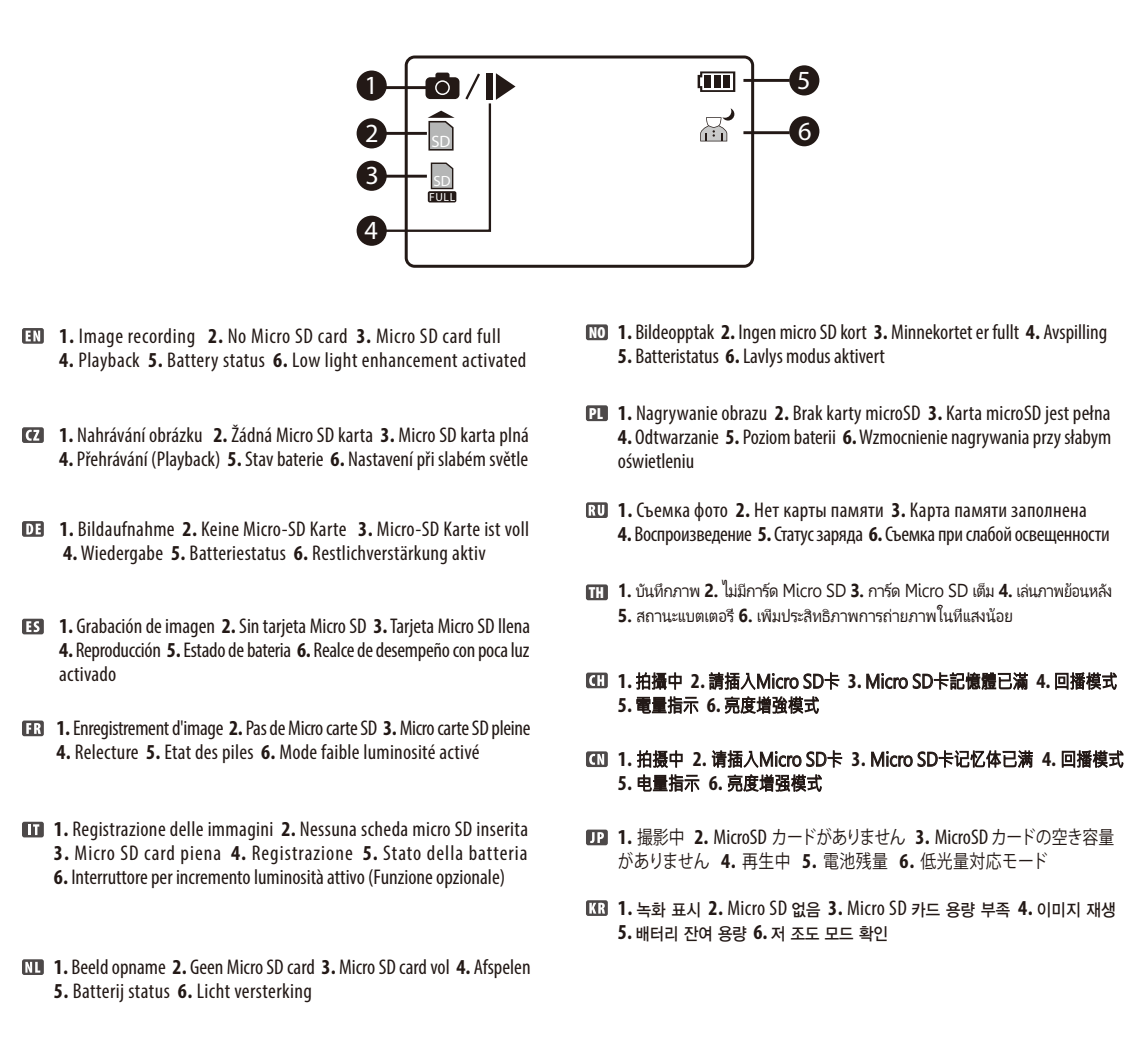 1
2
3
4
5
6
SD
SD
FULL
EN 1. Image recording 2. No Micro SD card 3. Micro SD card full
4. Playback 5. Battery status 6. Low light enhancement activated
CZ 1. Nahrávání obrázku 2. Žádná Micro SD karta 3. Micro SD karta plná
4. Přehrávání (Playback) 5. Stav baterie 6. Nastavení při slabém světle
DE 1. Bildaufnahme 2. Keine Micro-SD Karte 3. Micro-SD Karte ist voll
4. Wiedergabe 5. Batteriestatus 6. Restlichverstärkung aktiv
ES 1. Grabación de imagen 2. Sin tarjeta Micro SD 3. Tarjeta Micro SD llena
4. Reproducción 5. Estado de bateria 6. Realce de desempeño con poca luz
activado
FR 1. Enregistrement d'image 2. Pas de Micro carte SD 3. Micro carte SD pleine
4. Relecture 5. Etat des piles 6. Mode faible luminosité activé
IT 1. Registrazione delle immagini 2. Nessuna scheda micro SD inserita
3. Micro SD card piena 4. Registrazione 5. Stato della batteria
6. Interruttore per incremento luminosità attivo (Funzione opzionale)
NL 1. Beeld opname 2. Geen Micro SD card 3. Micro SD card vol 4. Afspelen
5. Batterij status 6. Licht versterking
NO 1. Bildeopptak 2. Ingen micro SD kort 3. Minnekortet er fullt 4. Avspilling
5. Batteristatus 6. Lavlys modus aktivert
PL 1. Nagrywanie obrazu 2. Brak karty microSD 3. Karta microSD jest pełna
4. Odtwarzanie 5. Poziom baterii 6. Wzmocnienie nagrywania przy słabym
oświetleniu
RU 1. Съемка фото 2. Нет карты памяти 3. Карта памяти заполнена
4. Воспроизведение 5. Статус заряда 6. Съемка при слабой освещенности
TH 1. บันทึกภาพ 2. ไม่มีการ์ด Micro SD 3. การ์ด Micro SD เต็ม 4. เล่นภาพย้อนหลัง
5. สถานะแบตเตอรี 6. เพิ่มประสิทธิภาพการถ่ายภาพในที่แสงน้อย
CH 1. 拍攝中 2. 請插入Micro SD卡 3. Micro SD卡記憶體已滿 4. 回播模式
5. 電量指示 6. 亮度增強模式
CN 1. 拍摄中 2. 请插入Micro SD卡 3. Micro SD卡记忆体已满 4. 回播模式
5. 电量指示 6. 亮度增强模式
JP 1. 撮影中 2. MicroSD カードがありません 3. MicroSD カードの空き容量
がありません 4. 再生中 5. 電池残量 6. 低光量対応モード
KR 1. 녹화 표시 2. Micro SD 없음 3. Micro SD 카드 용량 부족 4. 이미지 재생
5. 배터리 잔여 용량 6. 저 조도 모드 확인